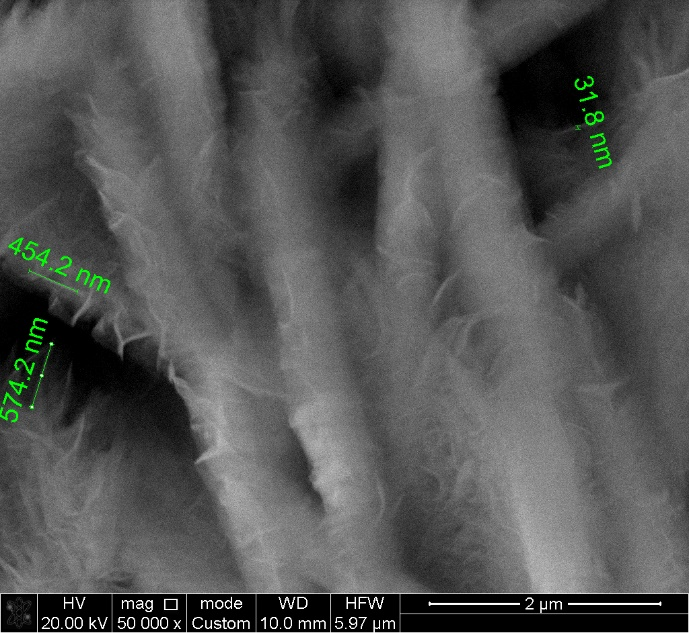 31.8 nm
454.2 nm
574.2 nm
HV mag □ mode WD HFW
20.00 kV 50 000 x Custom 10.0 mm 5.97 µm
2 µm